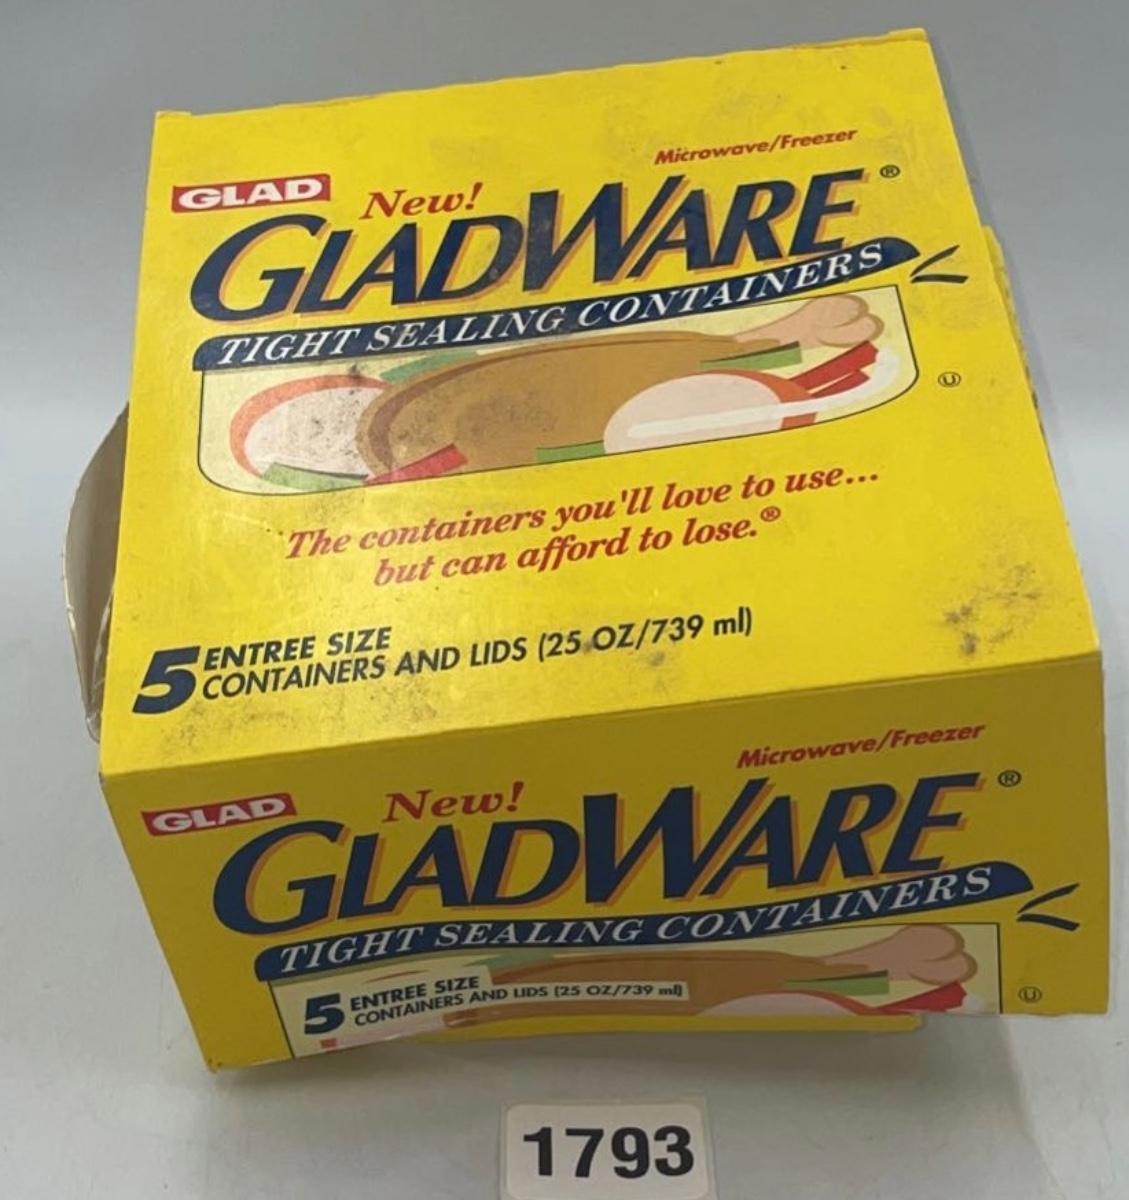 Microwave/Freezer
GLAD
New!
GLADWARE®
TIGHT SEALING CONTAINERS
U
The containers you'll love to use...
but can afford to lose.®
5 ENTREE SIZE
CONTAINERS AND LIDS (25 OZ/739 ml)
Microwave/Freezer
GLAD
New!
GLADWARE®
TIGHT SEALING CONTAINERS
5 ENTREE SIZE
CONTAINERS AND LIDS (25 OZ/739 ml)
U
1793